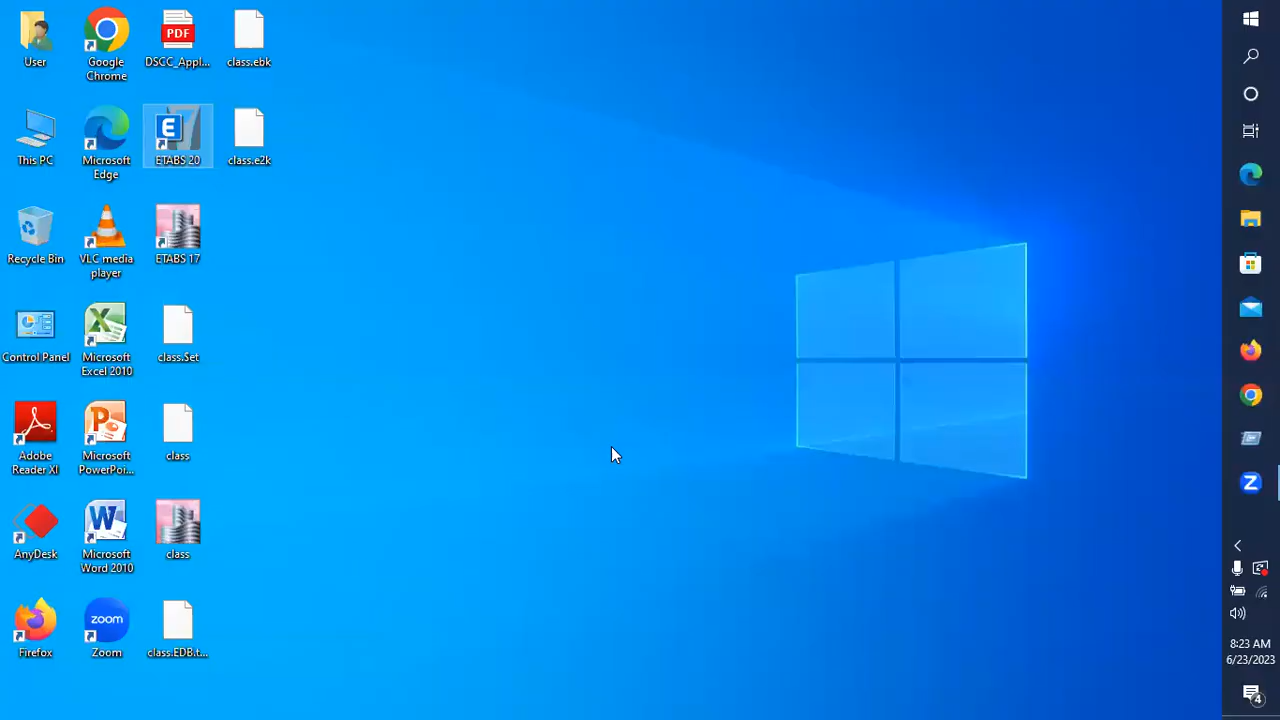 User
Google
Chrome
PDF
DSCC_Appl...
class.ebk
This PC
Microsoft
Edge
E
ETABS 20
class.e2k
Recycle Bin
VLC media
player
ETABS 17
Control Panel
Microsoft
Excel 2010
class.$et
Adobe
Reader XI
Microsoft
PowerPoi...
class
AnyDesk
Microsoft
Word 2010
class
Firefox
zoom
Zoom
class.EDB.t...
8:23 AM
6/23/2023
4